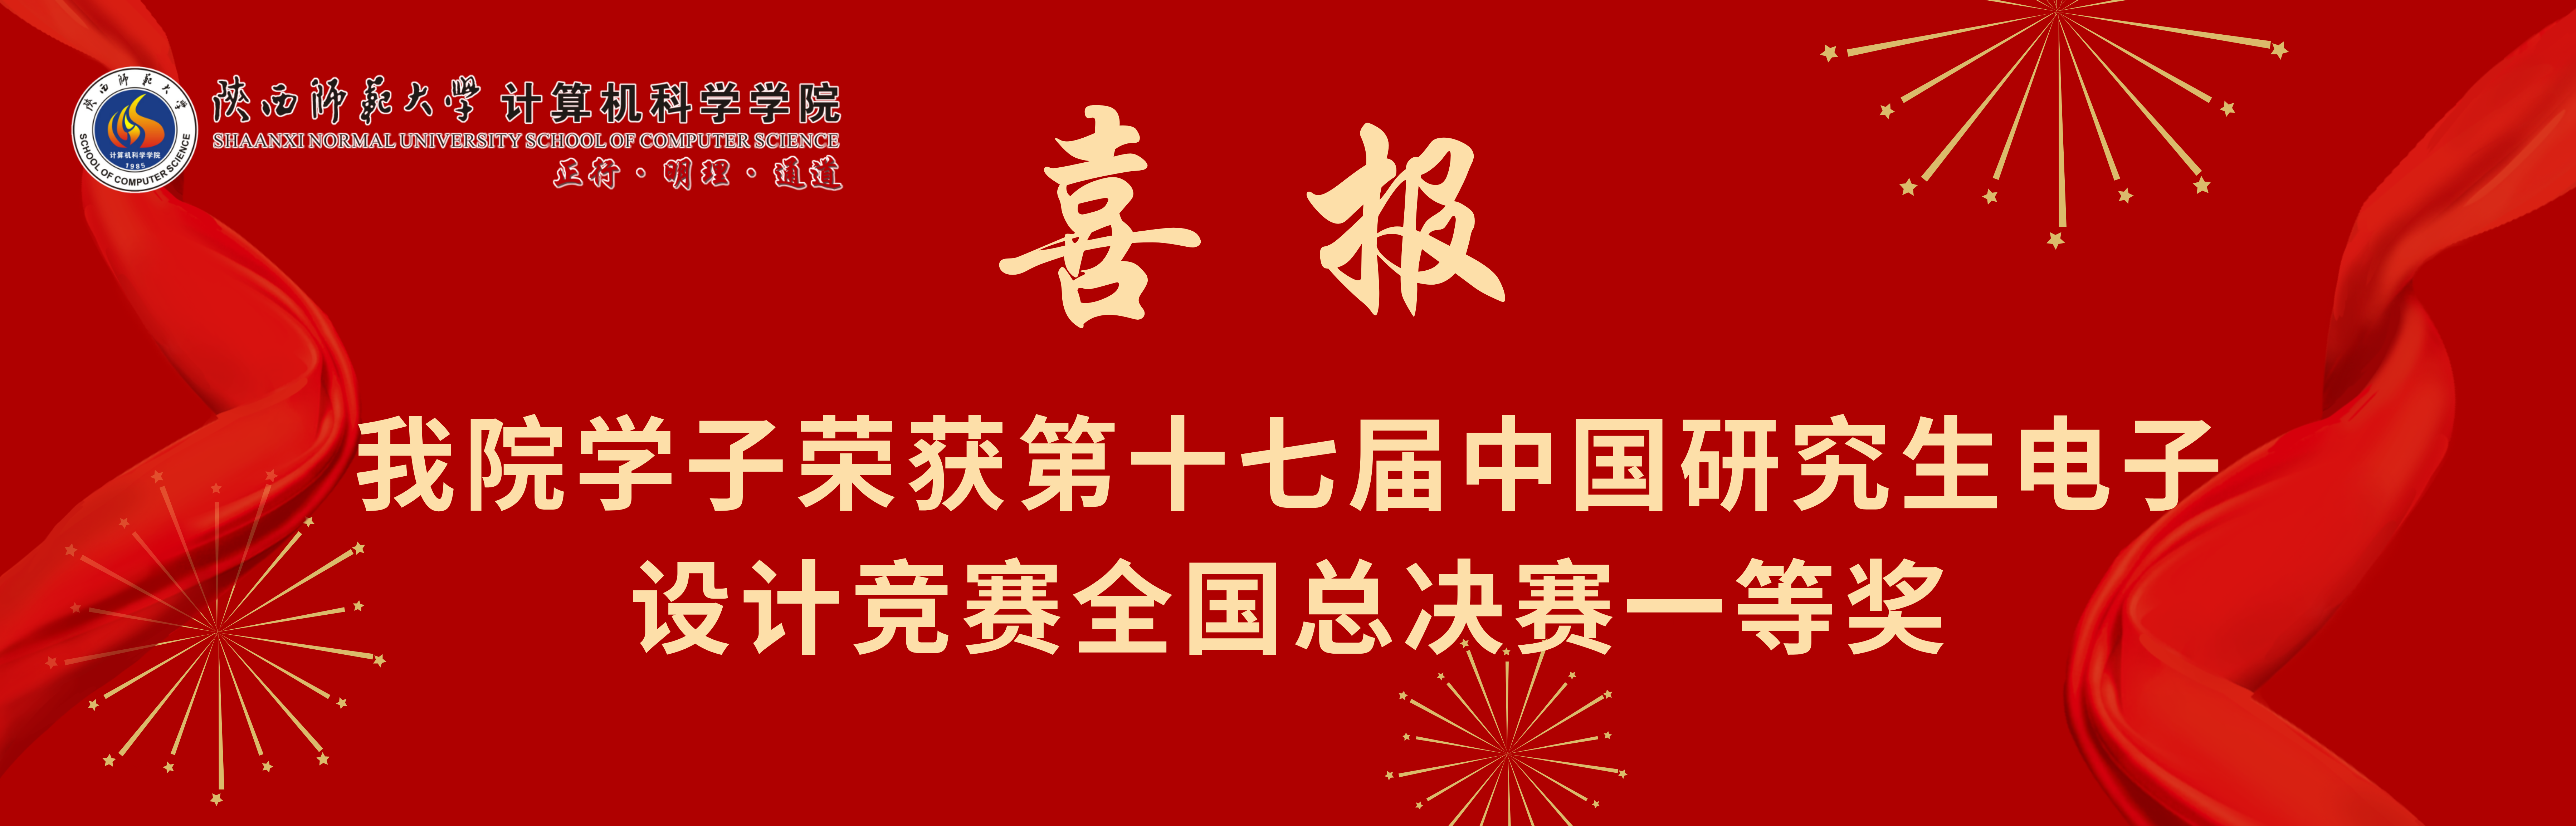 陕西师范大学 计算机科学学院
SHAANXI NORMAL UNIVERSITY SCHOOL OF COMPUTER SCIENCE
正行·明理·通道
陕西师范大学
计算机科学学院
1985
SCHOOL OF COMPUTER SCIENCE
喜报
我院学子荣获第十七届中国研究生电子
设计竞赛全国总决赛一等奖